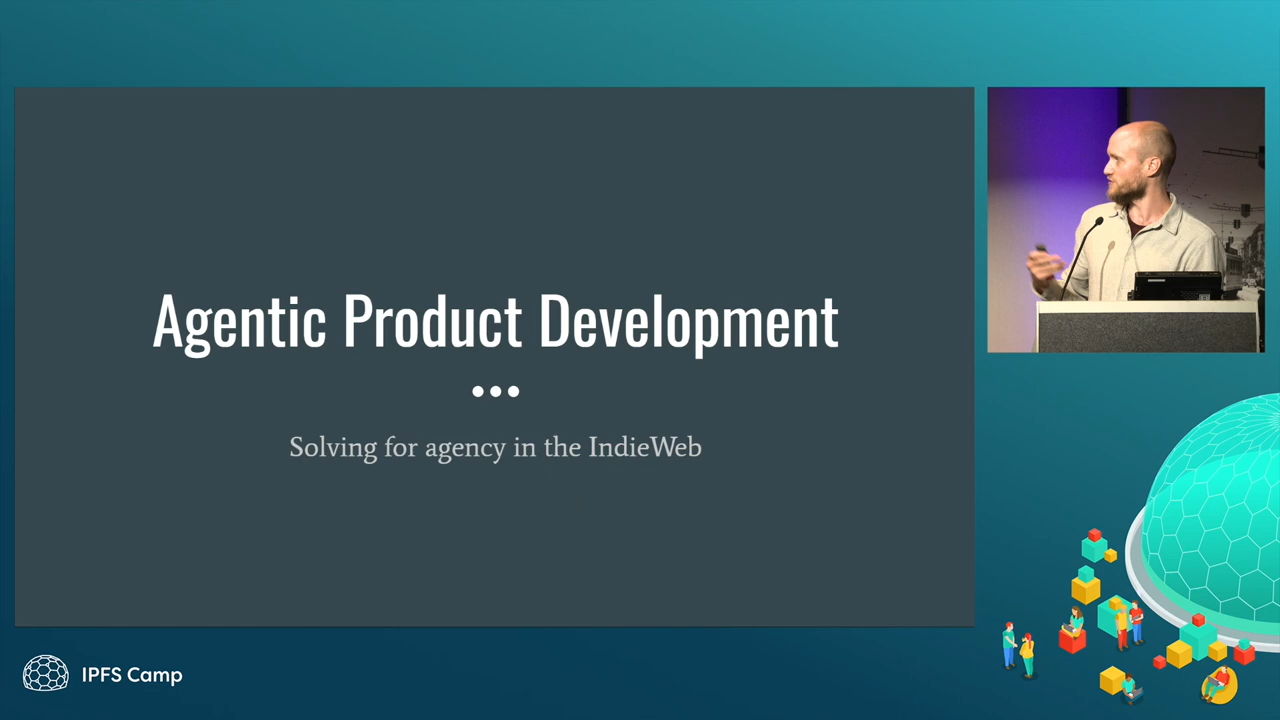 Agentic Product Development
Solving for agency in the IndieWeb
IPFS Camp